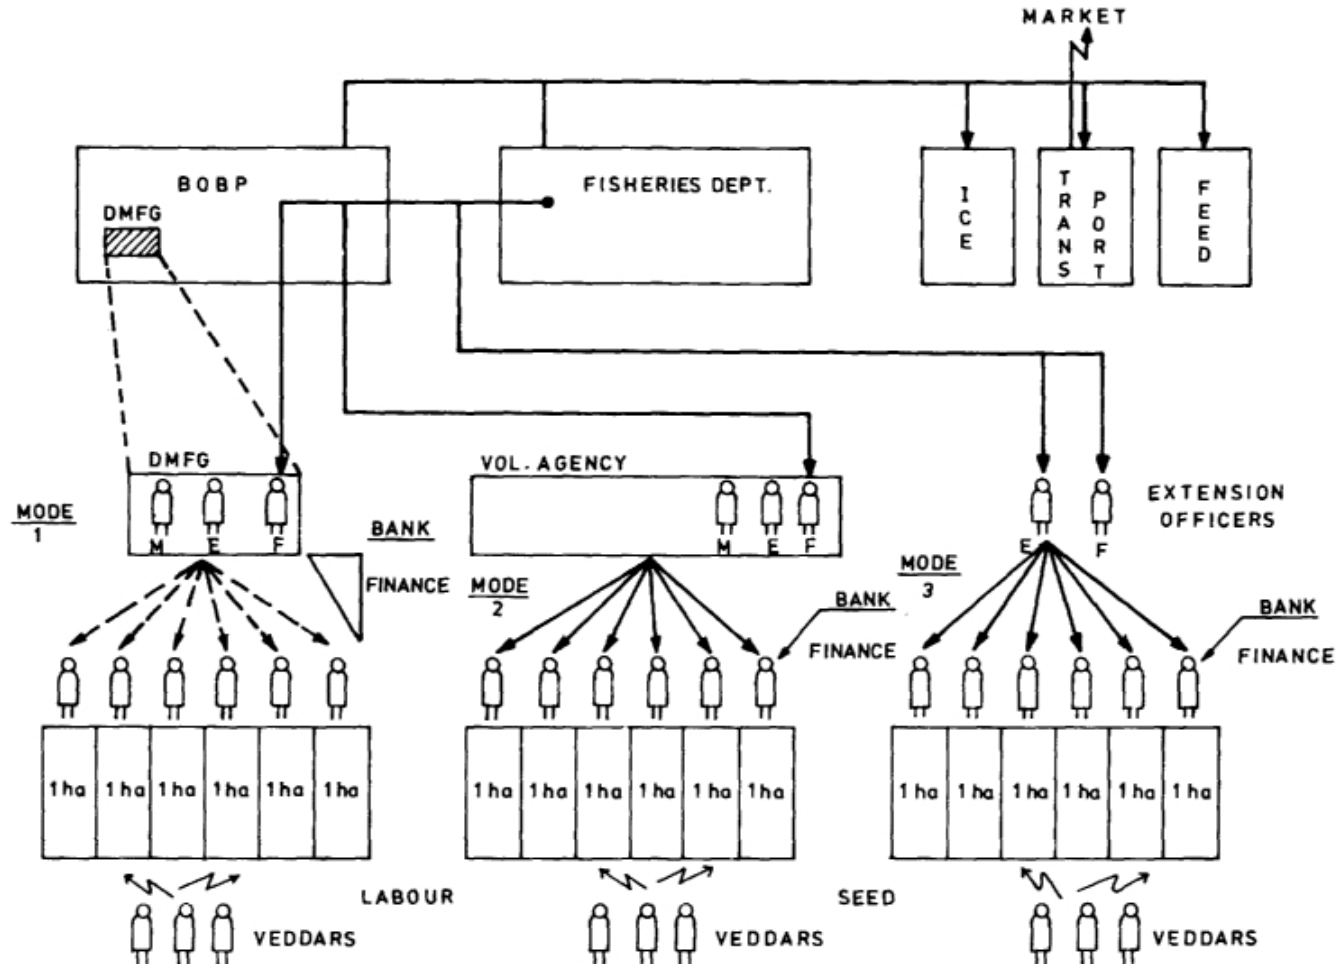 MARKET
BOBP
FISHERIES DEPT.
ICE
TRANS
PORT
FEED
DMFG
DMFG
VOL. AGENCY
EXTENSION
OFFICERS
MODE
1
M E F
BANK
FINANCE
MODE
2
M E F
BANK
FINANCE
MODE
3
E F
BANK
FINANCE
1 ha 1 ha 1 ha 1 ha 1 ha 1 ha
1 ha 1 ha 1 ha 1 ha 1 ha 1 ha
1 ha 1 ha 1 ha 1 ha 1 ha 1 ha
LABOUR
SEED
VEDDARS
VEDDARS
VEDDARS